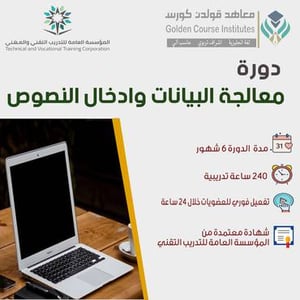 معاهد قولدن كورس
Golden Course Institutes
المؤسسة العامة للتدريب التقني والمهني
Technical and Vocational Training Corporation
دورة
معالجة البيانات وادخال النصوص
مدة الدورة 6 شهور
240 ساعة تدريبية
تفعيل فوري للعضويات خلال 24 ساعة
شهادة معتمدة من
المؤسسة العامة للتدريب التقني